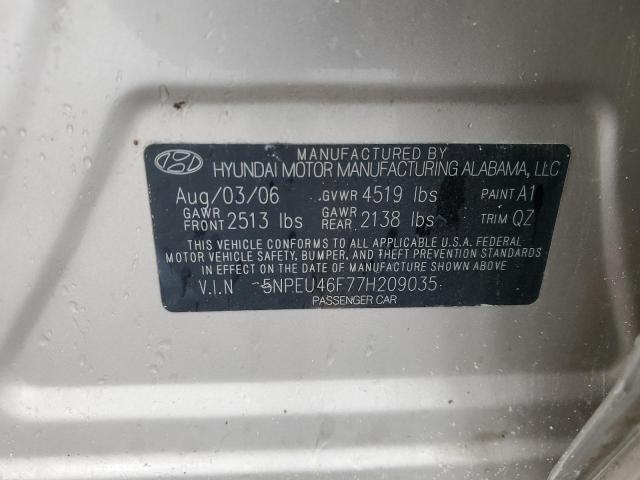 MANUFACTURED BY
HYUNDAI MOTOR MANUFACTURING ALABAMA, LLC
Aug/03/06 GVWR 4519 lbs PAINT A1
GAWR FRONT 2513 lbs GAWR REAR 2138 lbs TRIM QZ
THIS VEHICLE CONFORMS TO ALL APPLICABLE U.S.A. FEDERAL
MOTOR VEHICLE SAFETY, BUMPER, AND THEFT PREVENTION STANDARDS
IN EFFECT ON THE DATE OF MANUFACTURE SHOWN ABOVE
V.I.N 5NPEU46F77H209035
PASSENGER CAR